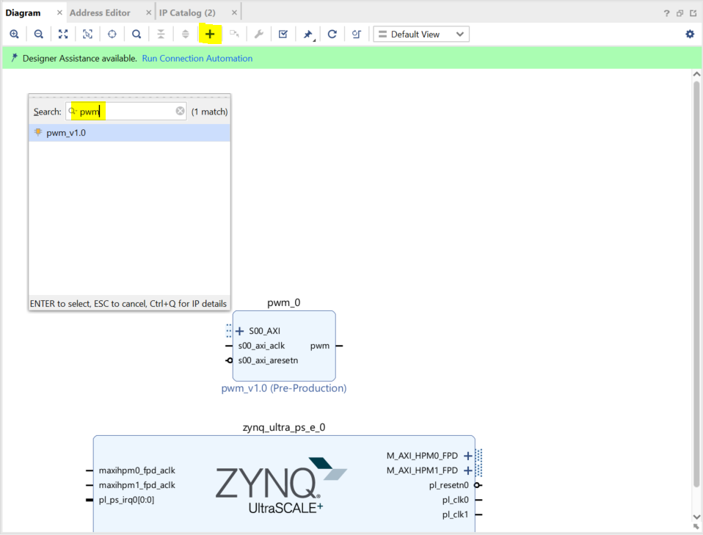 Diagram × Address Editor × IP Catalog (2) ×
Default View
Designer Assistance available. Run Connection Automation
Search: pwm (1 match)
pwm_v1.0
ENTER to select, ESC to cancel, Ctrl+Q for IP details
pwm_0
S00_AXI
s00_axi_aclk pwm
s00_axi_aresetn
pwm_v1.0 (Pre-Production)
zynq_ultra_ps_e_0
M_AXI_HPM0_FPD
maxihpm0_fpd_aclk M_AXI_HPM1_FPD
maxihpm1_fpd_aclk pl_resetn0
pl_ps_irq0[0:0] pl_clk0
pl_clk1
ZYNQ
UltraSCALE+